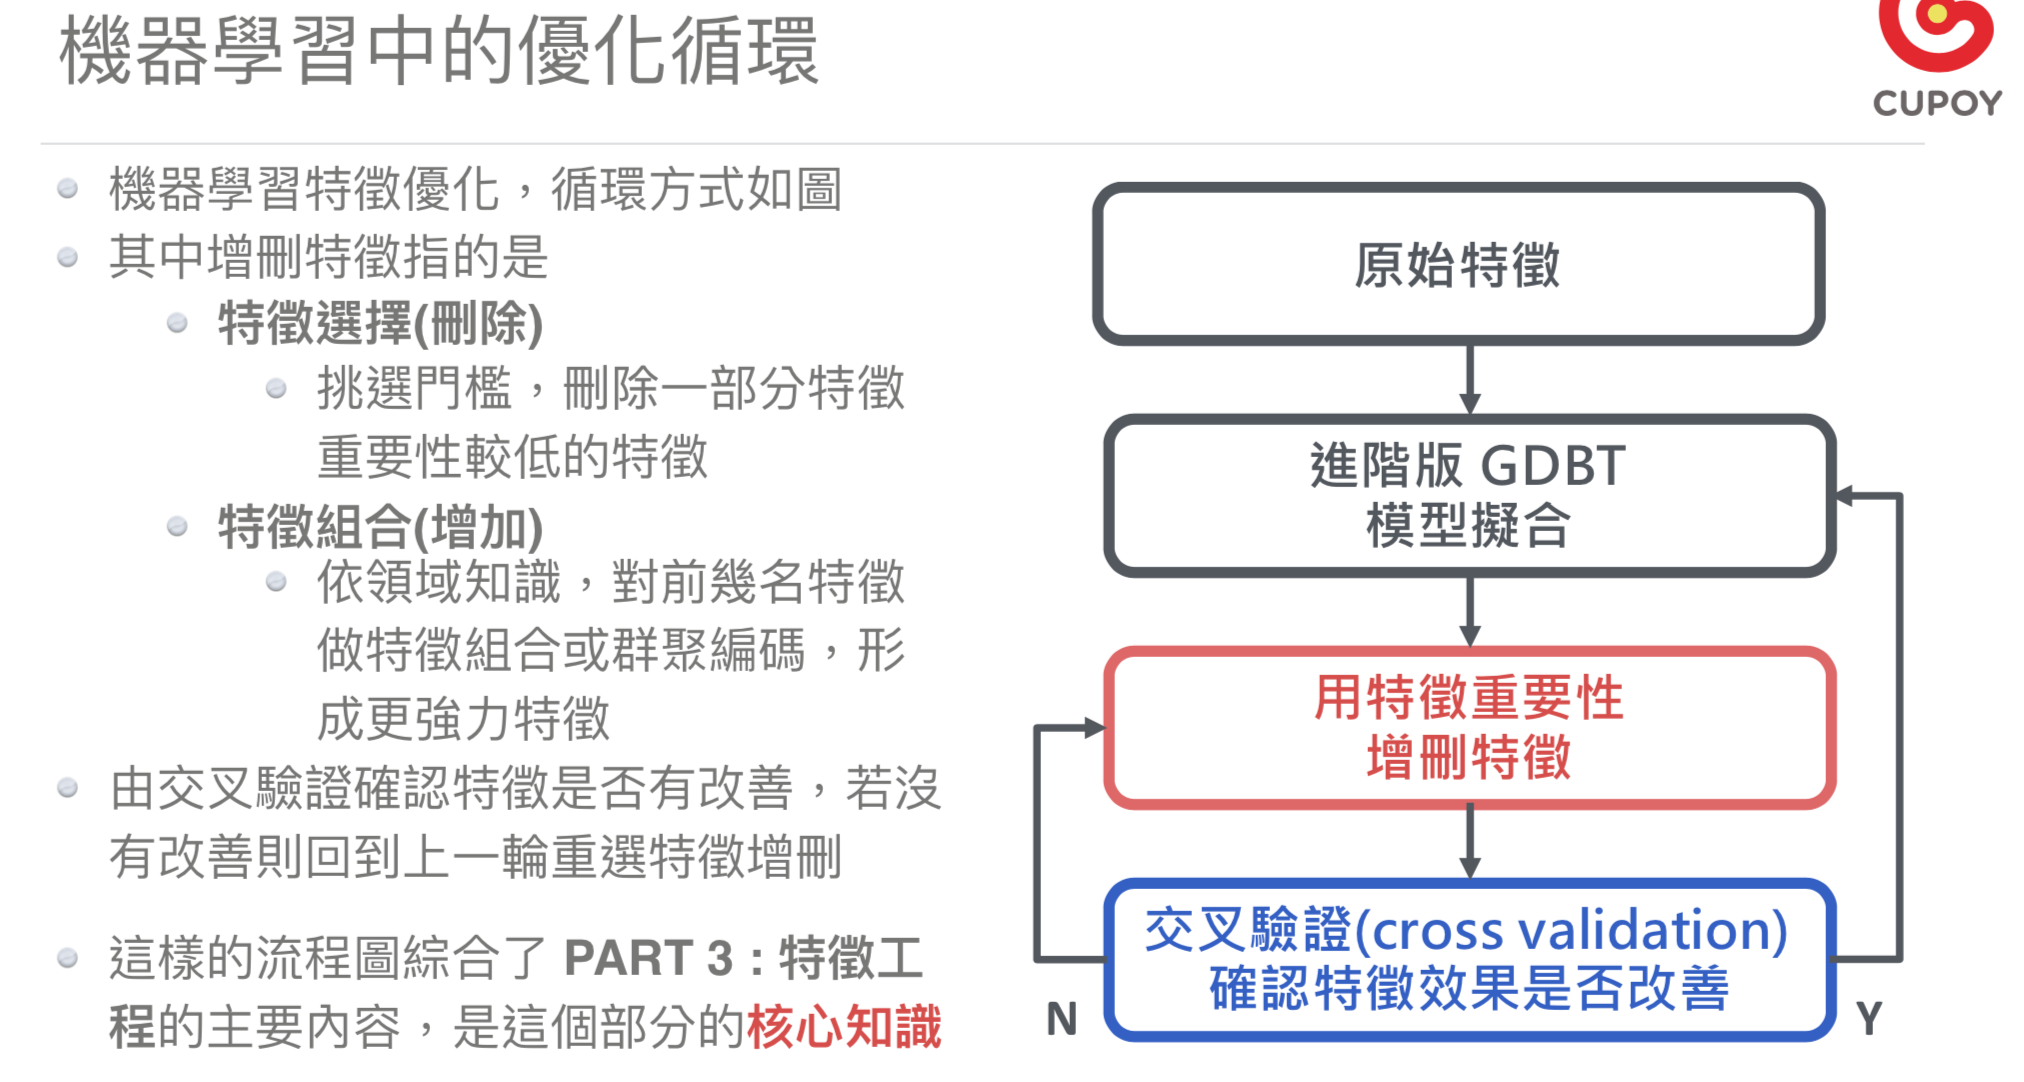 機器學習中的優化循環
CUPOY
機器學習特徵優化，循環方式如圖
其中增刪特徵指的是
特徵選擇(刪除)
挑選門檻，刪除一部分特徵
重要性較低的特徵
特徵組合(增加)
依領域知識，對前幾名特徵
做特徵組合或群聚編碼，形
成更強力特徵
由交叉驗證確認特徵是否有改善，若沒
有改善則回到上一輪重選特徵增刪
這樣的流程圖綜合了 PART 3 : 特徵工
程的主要內容，是這個部分的核心知識
原始特徵
進階版 GDBT
模型擬合
用特徵重要性
增刪特徵
交叉驗證(cross validation)
確認特徵效果是否改善
N
Y